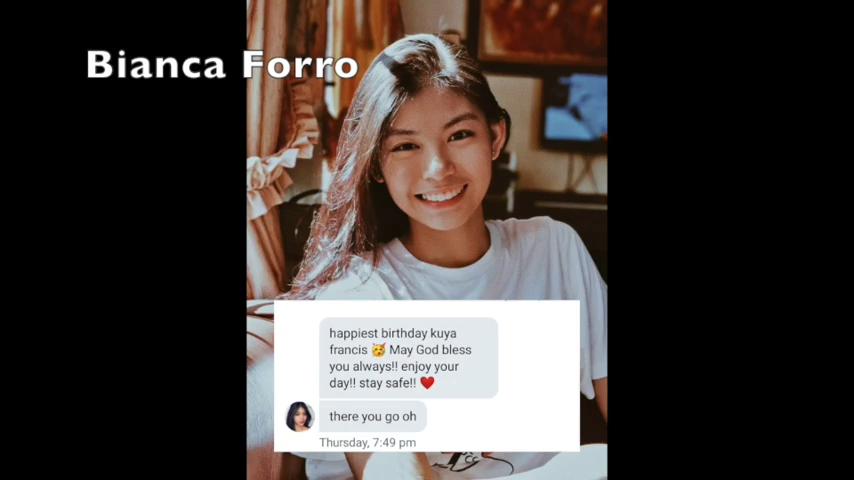 Bianca Forro
happiest birthday kuya
francis 🥳 May God bless
you always!! enjoy your
day!! stay safe!! ❤️
there you go oh
Thursday, 7:49 pm
CC